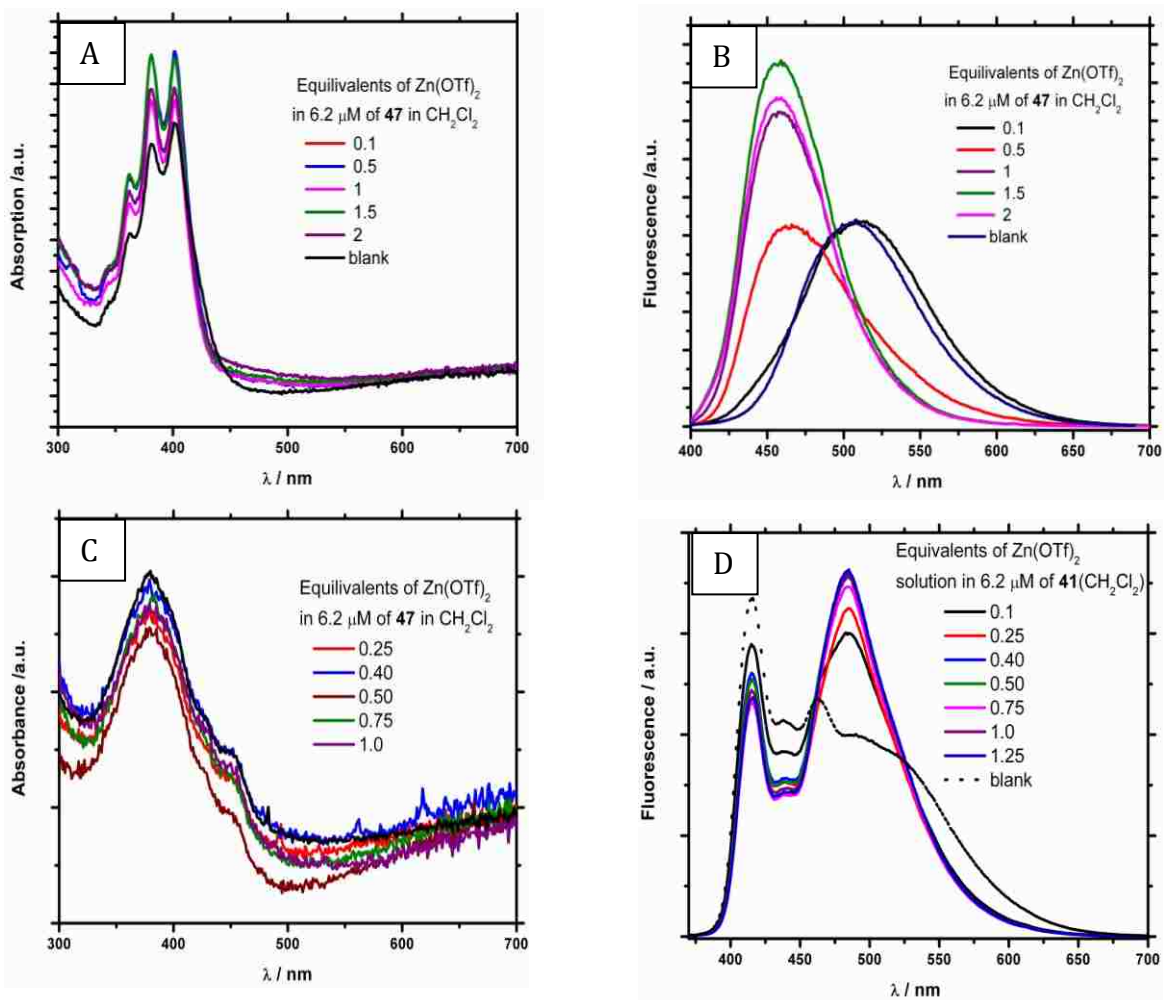 A
Equilivalents of Zn(OTf)2
in 6.2 μM of 47 in CH2Cl2
0.1
0.5
1
1.5
2
blank
Absorption /a.u.
300 400 500 600 700
λ / nm
B
Equilivalents of Zn(OTf)2
in 6.2 μM of 47 in CH2Cl2
0.1
0.5
1
1.5
2
blank
Fluorescence /a.u.
400 450 500 550 600 650 700
λ / nm
C
Equilivalents of Zn(OTf)2
in 6.2 μM of 47 in CH2Cl2
0.25
0.40
0.50
0.75
1.0
Absorbance /a.u.
300 400 500 600 700
λ / nm
D
Equivalents of Zn(OTf)2
solution in 6.2 μM of 41(CH2Cl2)
0.1
0.25
0.40
0.50
0.75
1.0
1.25
blank
Fluorescence / a.u.
400 450 500 550 600 650 700
λ / nm